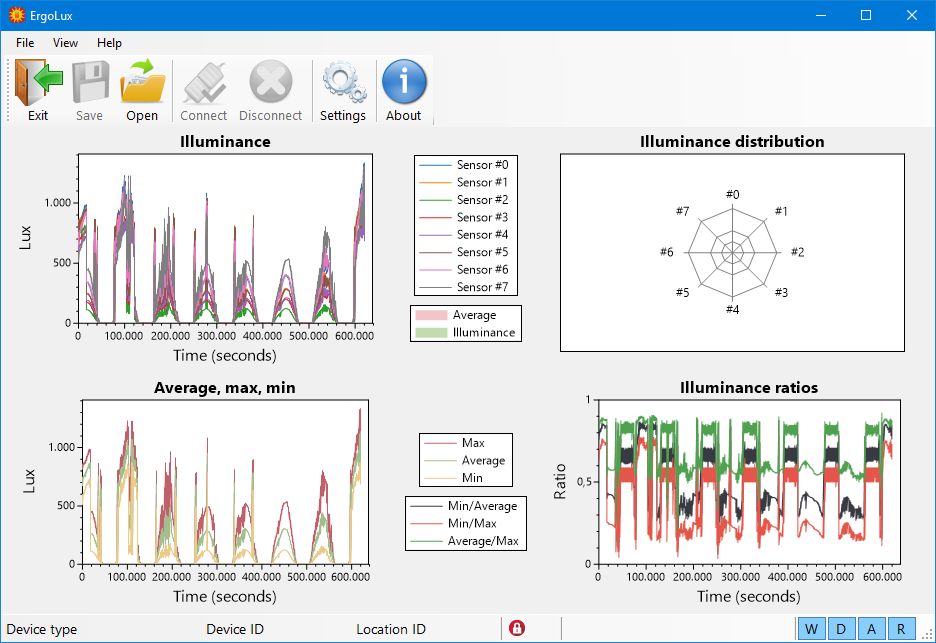 ErgoLux
File View Help
Exit Save Open Connect Disconnect Settings About
Illuminance
Lux
1.000
500
0
0 100.000 200.000 300.000 400.000 500.000 600.000
Time (seconds)
Sensor #0
Sensor #1
Sensor #2
Sensor #3
Sensor #4
Sensor #5
Sensor #6
Sensor #7
Average
Illuminance
Illuminance distribution
#0
#1
#2
#3
#4
#5
#6
#7
Average, max, min
Lux
1.000
500
0
0 100.000 200.000 300.000 400.000 500.000 600.000
Time (seconds)
Max
Average
Min
Min/Average
Min/Max
Average/Max
Illuminance ratios
Ratio
1
0,5
0
0 100.000 200.000 300.000 400.000 500.000 600.000
Time (seconds)
Device type Device ID Location ID W D A R